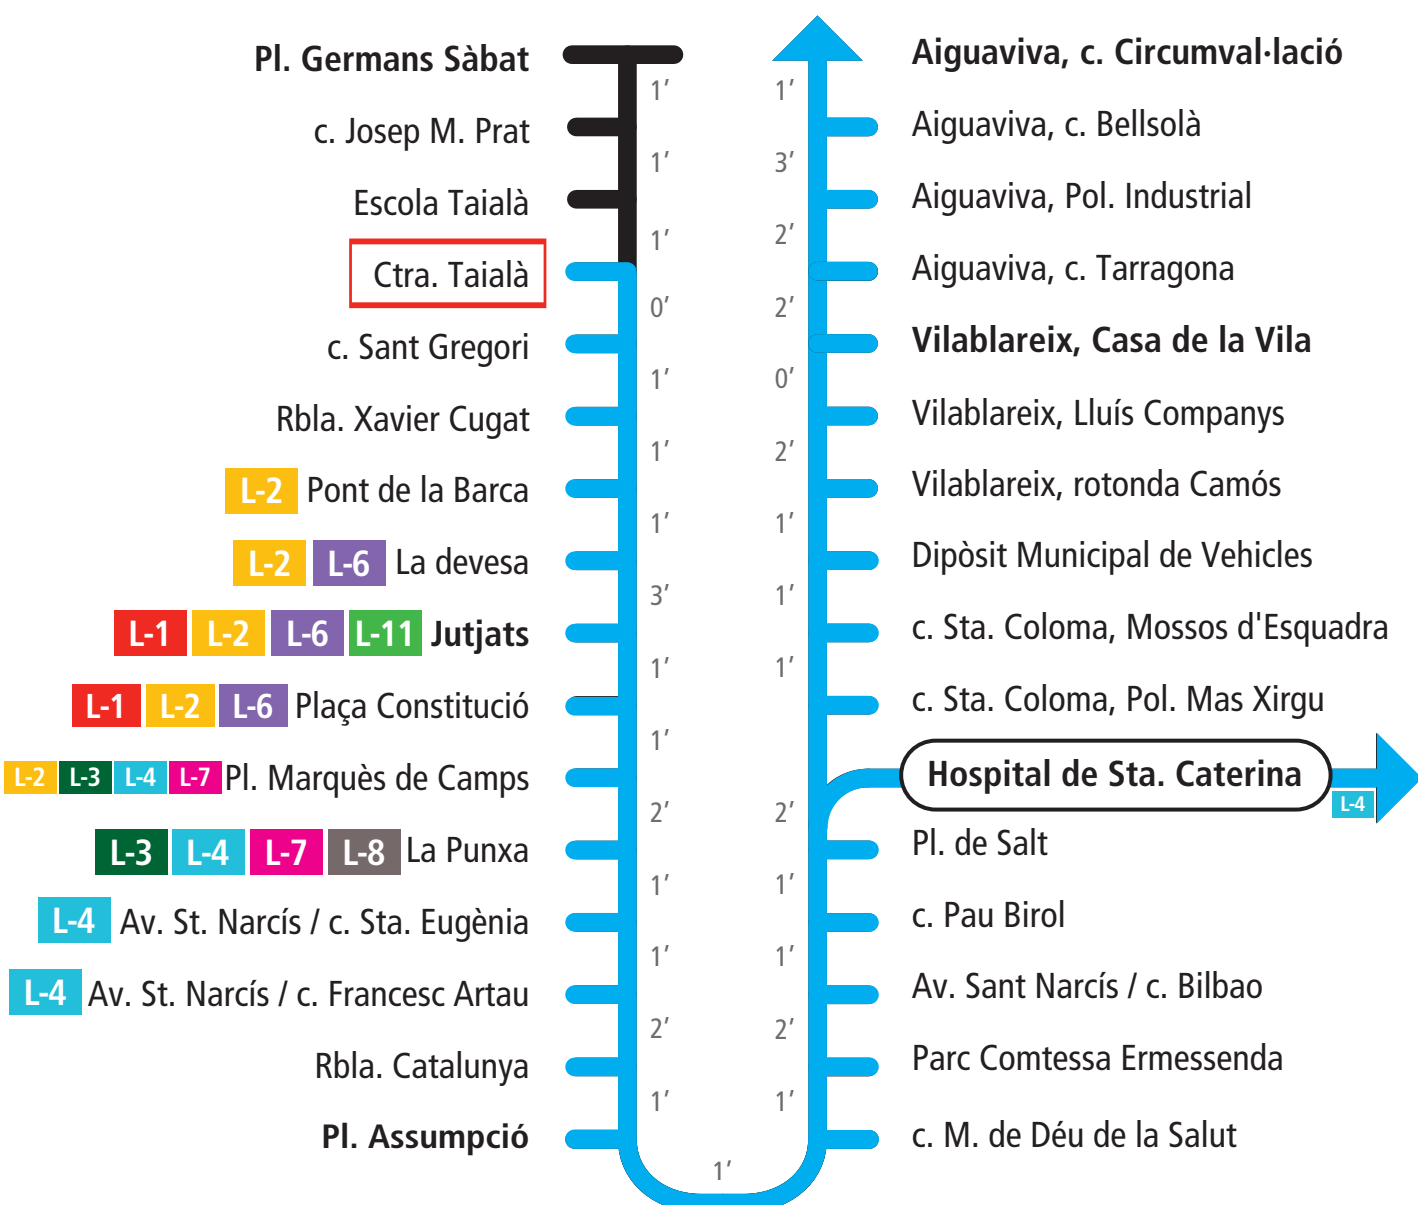 Pl. Germans Sàbat
1′
c. Josep M. Prat
1′
Escola Taialà
1′
Ctra. Taialà
0′
c. Sant Gregori
1′
Rbla. Xavier Cugat
1′
L-2 Pont de la Barca
1′
L-2 L-6 La devesa
3′
L-1 L-2 L-6 L-11 Jutjats
1′
L-1 L-2 L-6 Plaça Constitució
1′
L-2 L-3 L-4 L-7 Pl. Marquès de Camps
2′
L-3 L-4 L-7 L-8 La Punxa
1′
L-4 Av. St. Narcís / c. Sta. Eugènia
1′
L-4 Av. St. Narcís / c. Francesc Artau
2′
Rbla. Catalunya
1′
Pl. Assumpció
1′
Aiguaviva, c. Circumval·lació
1′
Aiguaviva, c. Bellsolà
3′
Aiguaviva, Pol. Industrial
2′
Aiguaviva, c. Tarragona
2′
Vilablareix, Casa de la Vila
0′
Vilablareix, Lluís Companys
2′
Vilablareix, rotonda Camós
1′
Dipòsit Municipal de Vehicles
1′
c. Sta. Coloma, Mossos d'Esquadra
1′
c. Sta. Coloma, Pol. Mas Xirgu
Hospital de Sta. Caterina
L-4
2′
Pl. de Salt
1′
c. Pau Birol
1′
Av. Sant Narcís / c. Bilbao
2′
Parc Comtessa Ermessenda
1′
c. M. de Déu de la Salut